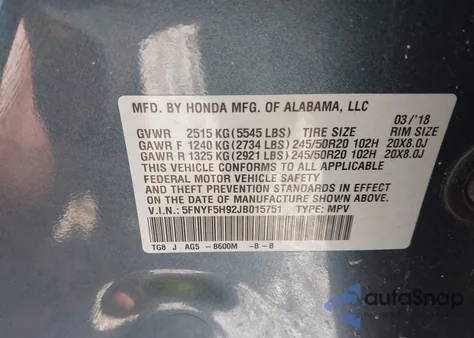 MFD. BY HONDA MFG. OF ALABAMA, LLC
03/'18
GVWR 2515 KG (5545 LBS) TIRE SIZE RIM SIZE
GAWR F 1240 KG (2734 LBS) 245/50R20 102H 20X8.0J
GAWR R 1325 KG (2921 LBS) 245/50R20 102H 20X8.0J
THIS VEHICLE CONFORMS TO ALL APPLICABLE
FEDERAL MOTOR VEHICLE SAFETY
AND THEFT PREVENTION STANDARDS IN EFFECT
ON THE DATE OF MANUFACTURE SHOWN ABOVE.
V.I.N.: 5FNYF5H92JB015751 TYPE: MPV
TG8 J AG5 -B600M -B -B
autoSnap